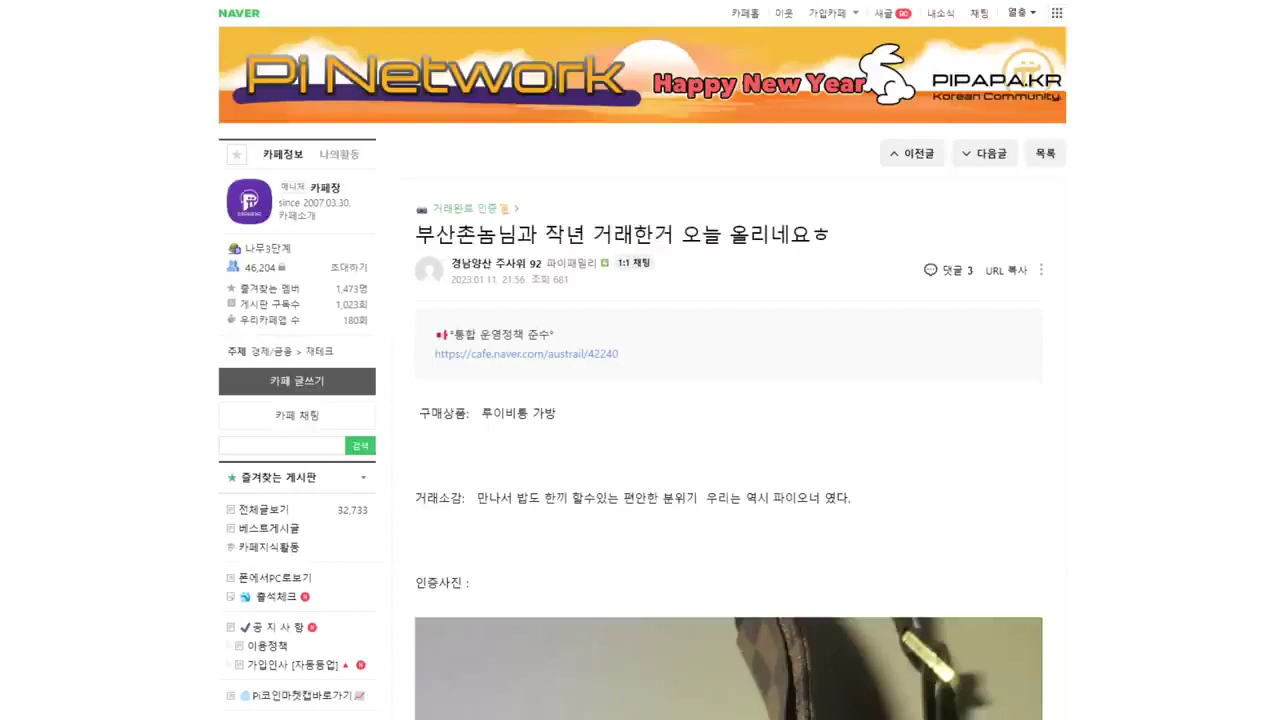 NAVER
카페홈 이웃 가입카페 새글 90 내소식 채팅 열출
Pi Network Happy New Year PIPAPA.KR
Korean Community.
카페정보 나의활동
이전글 다음글 목록
매니저 카페장
since 2007.03.30.
카페소개
나무3단계
46,204 초대하기
즐겨찾는 멤버 1,473명
게시판 구독수 1,023회
우리카페앱 수 180회
주제 경제/금융 > 재테크
카페 글쓰기
카페 채팅
검색
즐겨찾는 게시판
전체글보기 32,733
베스트게시글
카페지식활동
폰에서PC로보기
출석체크 N
공 지 사 항 N
이용정책
가입인사 [자동등업] N
Pi코인마켓캡바로가기
거래완료 인증 >
부산촌놈님과 작년 거래한거 오늘 올리네요ㅎ
경남양산 주사위 92 파이패밀리 1:1 채팅
2023.01.11. 21:56 조회 681
댓글 3 URL 복사
*통합 운영정책 준수*
https://cafe.naver.com/austrail/42240
구매상품: 루이비통 가방
거래소감: 만나서 밥도 한끼 할수있는 편안한 분위기 우리는 역시 파이오너 였다.
인증사진 :